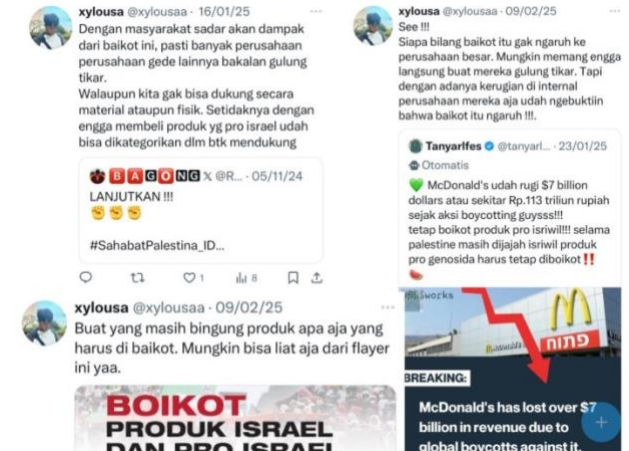 xylousa @xylousaa · 16/01/25
Dengan masyarakat sadar akan dampak
dari baikot ini, pasti banyak perusahaan
perusahaan gede lainnya bakalan gulung
tikar.
Walaupun kita gak bisa dukung secara
material ataupun fisik. Setidaknya dengan
engga membeli produk yg pro israel udah
bisa dikategorikan dlm btk mendukung
BAGONG X @R... · 05/11/24
LANJUTKAN !!!
✊✊✊
#SahabatPalestina_ID...
1
8
xylousa @xylousaa · 09/02/25
Buat yang masih bingung produk apa aja yang
harus di baikot. Mungkin bisa liat aja dari flayer
ini yaa.
BOIKOT
PRODUK ISRAEL
DAN PRO ISRAEL
xylousa @xylousaa · 09/02/25
See !!!
Siapa bilang baikot itu gak ngaruh ke
perusahaan besar. Mungkin memang engga
langsung buat mereka gulung tikar. Tapi
dengan adanya kerugian di internal
perusahaan mereka aja udah ngebuktiin
bahwa baikot itu ngaruh !!!.
Tanyarlfes @tanyarl... · 23/01/25
Otomatis
💚 McDonald's udah rugi $7 billion
dollars atau sekitar Rp.113 triliun rupiah
sejak aksi boycotting guysss!!!
tetap boikot produk pro isriwil!!! selama
palestine masih dijajah isriwil produk
pro genosida harus tetap diboikot‼️
🍉
פתוח
BREAKING:
McDonald's has lost over $7
billion in revenue due to
global boycotts against it.